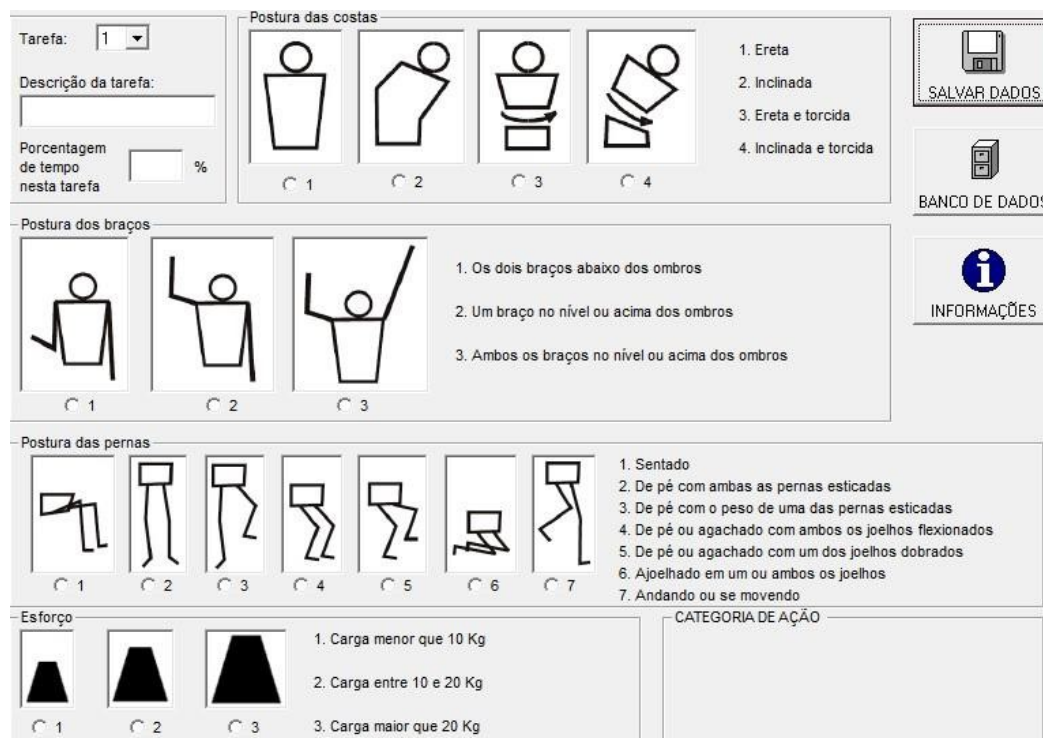 Tarefa: 1
Descrição da tarefa:
Porcentagem
de tempo
nesta tarefa
%
Postura das costas
1 2 3 4
1. Ereta
2. Inclinada
3. Ereta e torcida
4. Inclinada e torcida
SALVAR DADOS
BANCO DE DADOS
INFORMAÇÕES
Postura dos braços
1 2 3
1. Os dois braços abaixo dos ombros
2. Um braço no nível ou acima dos ombros
3. Ambos os braços no nível ou acima dos ombros
Postura das pernas
1 2 3 4 5 6 7
1. Sentado
2. De pé com ambas as pernas esticadas
3. De pé com o peso de uma das pernas esticadas
4. De pé ou agachado com ambos os joelhos flexionados
5. De pé ou agachado com um dos joelhos dobrados
6. Ajoelhado em um ou ambos os joelhos
7. Andando ou se movendo
Esforço
1 2 3
1. Carga menor que 10 Kg
2. Carga entre 10 e 20 Kg
3. Carga maior que 20 Kg
CATEGORIA DE AÇÃO